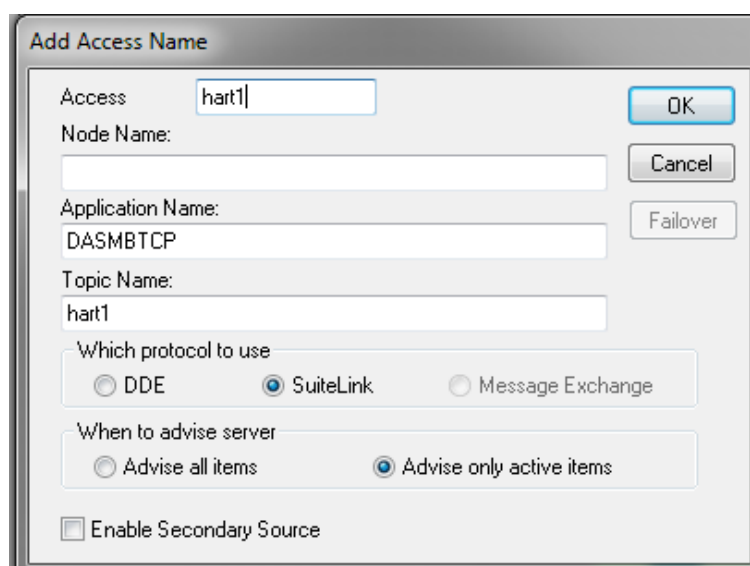 Add Access Name
Access hart1
OK
Node Name:
Cancel
Application Name:
Failover
DASMBTCP
Topic Name:
hart1
Which protocol to use
DDE SuiteLink Message Exchange
When to advise server
Advise all items Advise only active items
Enable Secondary Source